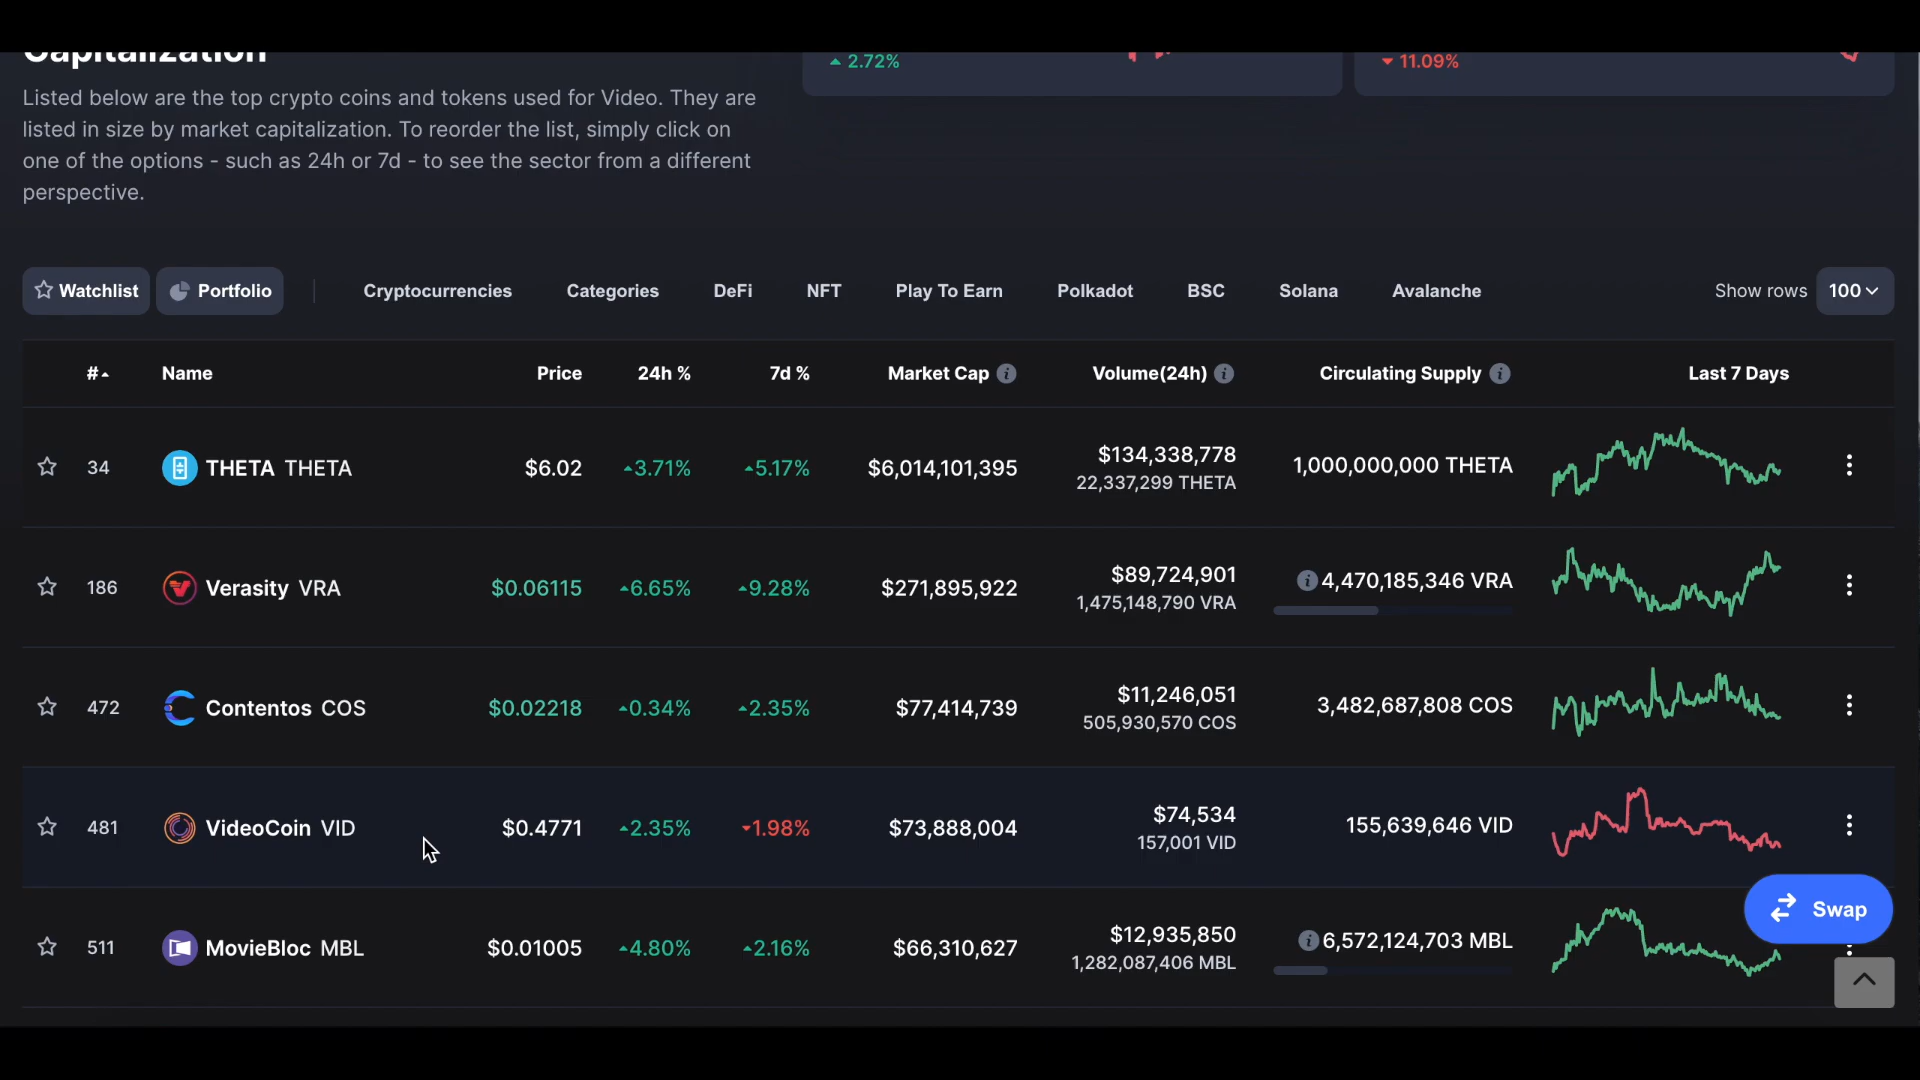 Capitalization
2.72%
11.09%
Listed below are the top crypto coins and tokens used for Video. They are
listed in size by market capitalization. To reorder the list, simply click on
one of the options - such as 24h or 7d - to see the sector from a different
perspective.
Watchlist Portfolio Cryptocurrencies Categories DeFi NFT Play To Earn Polkadot BSC Solana Avalanche Show rows 100
# Name Price 24h % 7d % Market Cap Volume(24h) Circulating Supply Last 7 Days
34 THETA THETA $6.02 3.71% 5.17% $6,014,101,395 $134,338,778 1,000,000,000 THETA
22,337,299 THETA
186 Verasity VRA $0.06115 6.65% 9.28% $271,895,922 $89,724,901 4,470,185,346 VRA
1,475,148,790 VRA
472 Contentos COS $0.02218 0.34% 2.35% $77,414,739 $11,246,051 3,482,687,808 COS
505,930,570 COS
481 VideoCoin VID $0.4771 2.35% 1.98% $73,888,004 $74,534 155,639,646 VID
157,001 VID
Swap
511 MovieBloc MBL $0.01005 4.80% 2.16% $66,310,627 $12,935,850 6,572,124,703 MBL
1,282,087,406 MBL